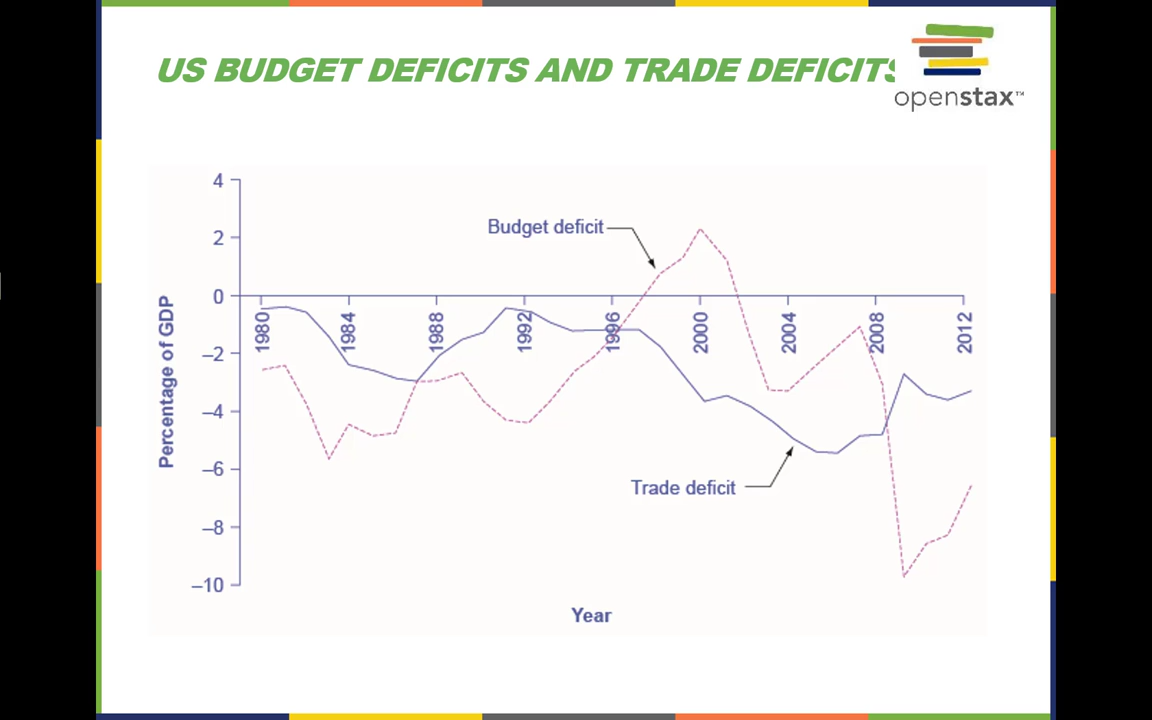 US BUDGET DEFICITS AND TRADE DEFICITS
openstax™
4
2
0
–2
–4
–6
–8
–10
Percentage of GDP
Budget deficit
1980
1984
1988
1992
1996
2000
2004
2008
2012
Trade deficit
Year